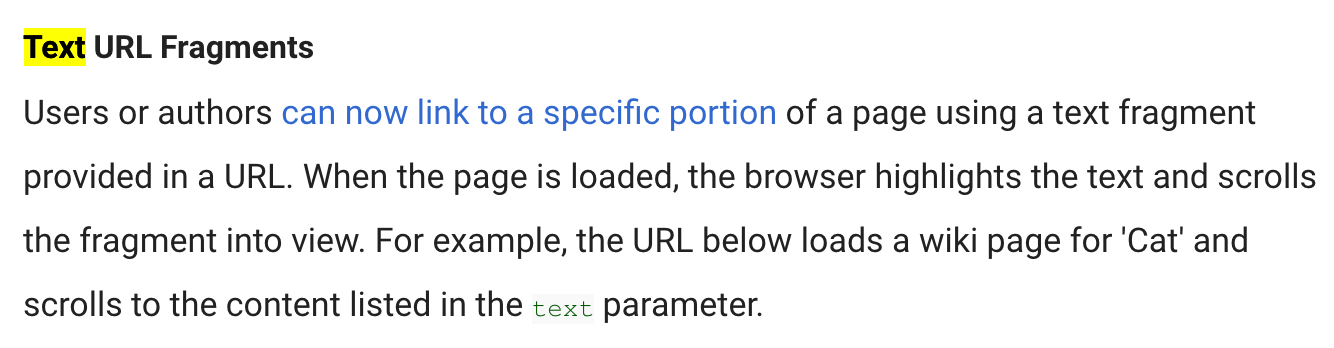 Text URL Fragments
Users or authors can now link to a specific portion of a page using a text fragment
provided in a URL. When the page is loaded, the browser highlights the text and scrolls
the fragment into view. For example, the URL below loads a wiki page for 'Cat' and
scrolls to the content listed in the text parameter.